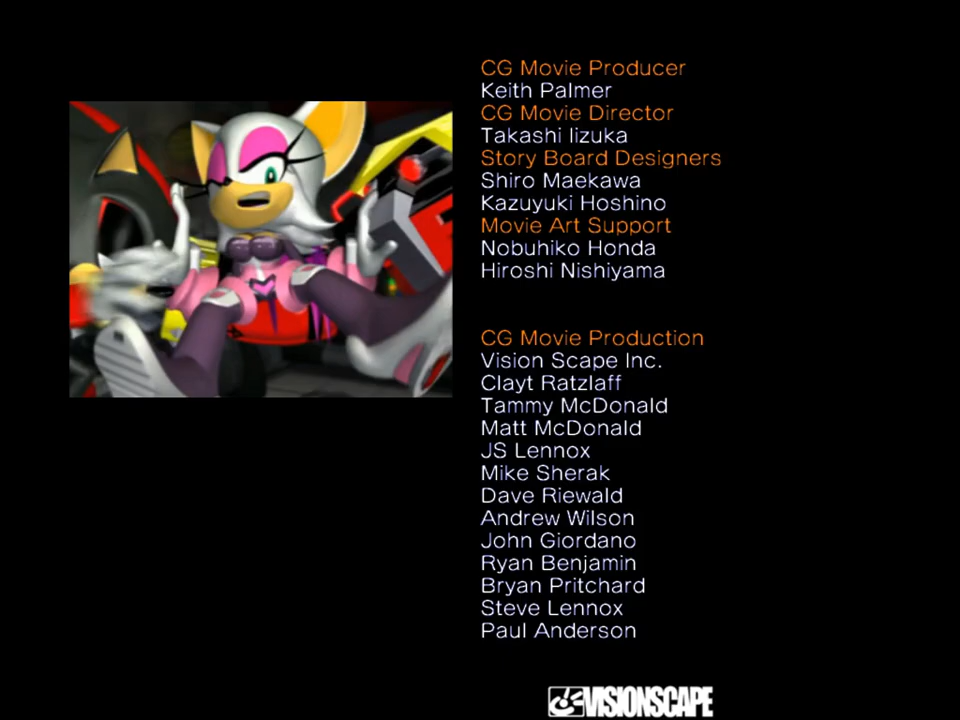 CG Movie Producer
Keith Palmer
CG Movie Director
Takashi Iizuka
Story Board Designers
Shiro Maekawa
Kazuyuki Hoshino
Movie Art Support
Nobuhiko Honda
Hiroshi Nishiyama
CG Movie Production
Vision Scape Inc.
Clayt Ratzlaff
Tammy McDonald
Matt McDonald
JS Lennox
Mike Sherak
Dave Riewald
Andrew Wilson
John Giordano
Ryan Benjamin
Bryan Pritchard
Steve Lennox
Paul Anderson
VISIONSCAPE